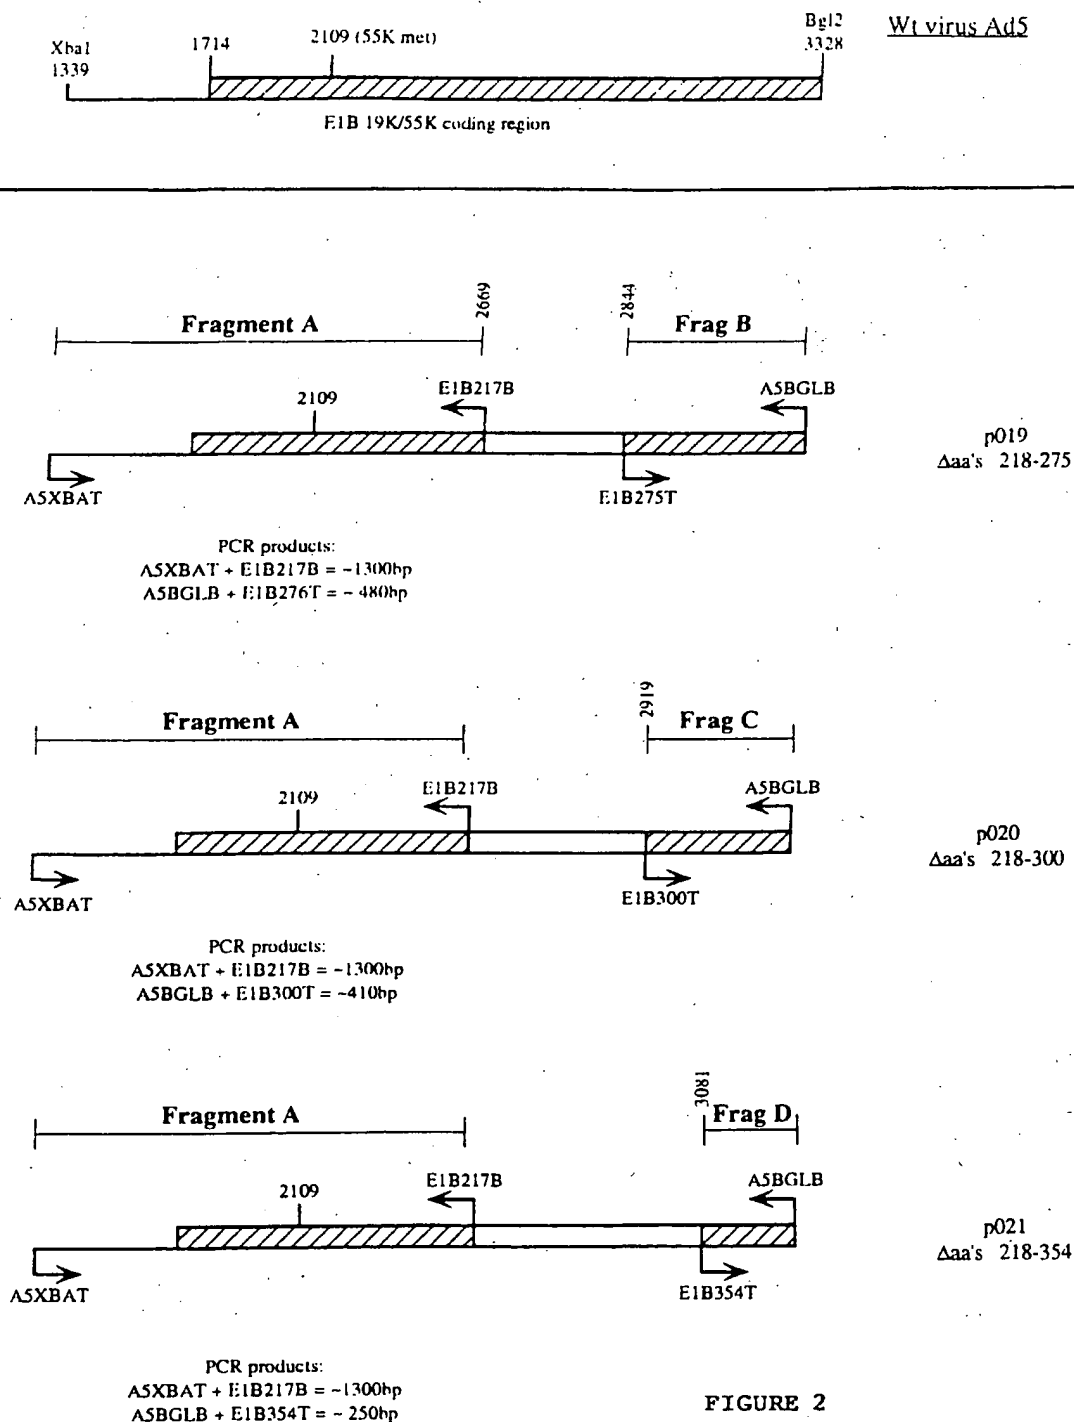 Wt virus Ad5
Xba1
1339
1714
2109 (55K met)
Bgl2
3328
E1B 19K/55K coding region
Fragment A
2669
2844
Frag B
2109
E1B217B
A5BGLB
A5XBAT
E1B275T
p019
Δaa's 218-275
PCR products:
A5XBAT + E1B217B = ~1300bp
A5BGLB + E1B276T = ~ 480bp
Fragment A
2919
Frag C
2109
E1B217B
A5BGLB
A5XBAT
E1B300T
p020
Δaa's 218-300
PCR products:
A5XBAT + E1B217B = ~1300bp
A5BGLB + E1B300T = ~410bp
Fragment A
3081
Frag D
2109
E1B217B
A5BGLB
A5XBAT
E1B354T
p021
Δaa's 218-354
PCR products:
A5XBAT + E1B217B = ~1300bp
A5BGLB + E1B354T = ~ 250bp
FIGURE 2